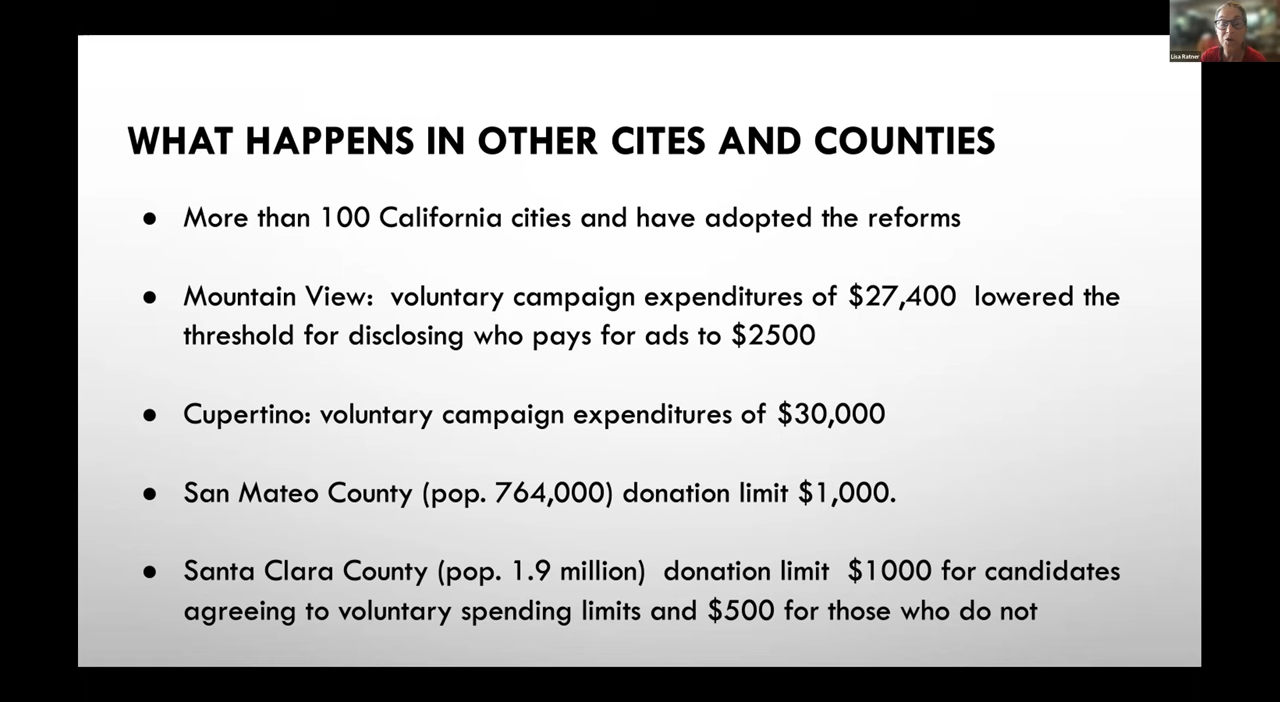 Lisa Ratner
WHAT HAPPENS IN OTHER CITES AND COUNTIES
● More than 100 California cities and have adopted the reforms
● Mountain View:  voluntary campaign expenditures of $27,400  lowered the
threshold for disclosing who pays for ads to $2500
● Cupertino: voluntary campaign expenditures of $30,000
● San Mateo County (pop. 764,000) donation limit $1,000.
● Santa Clara County (pop. 1.9 million)  donation limit  $1000 for candidates
agreeing to voluntary spending limits and $500 for those who do not